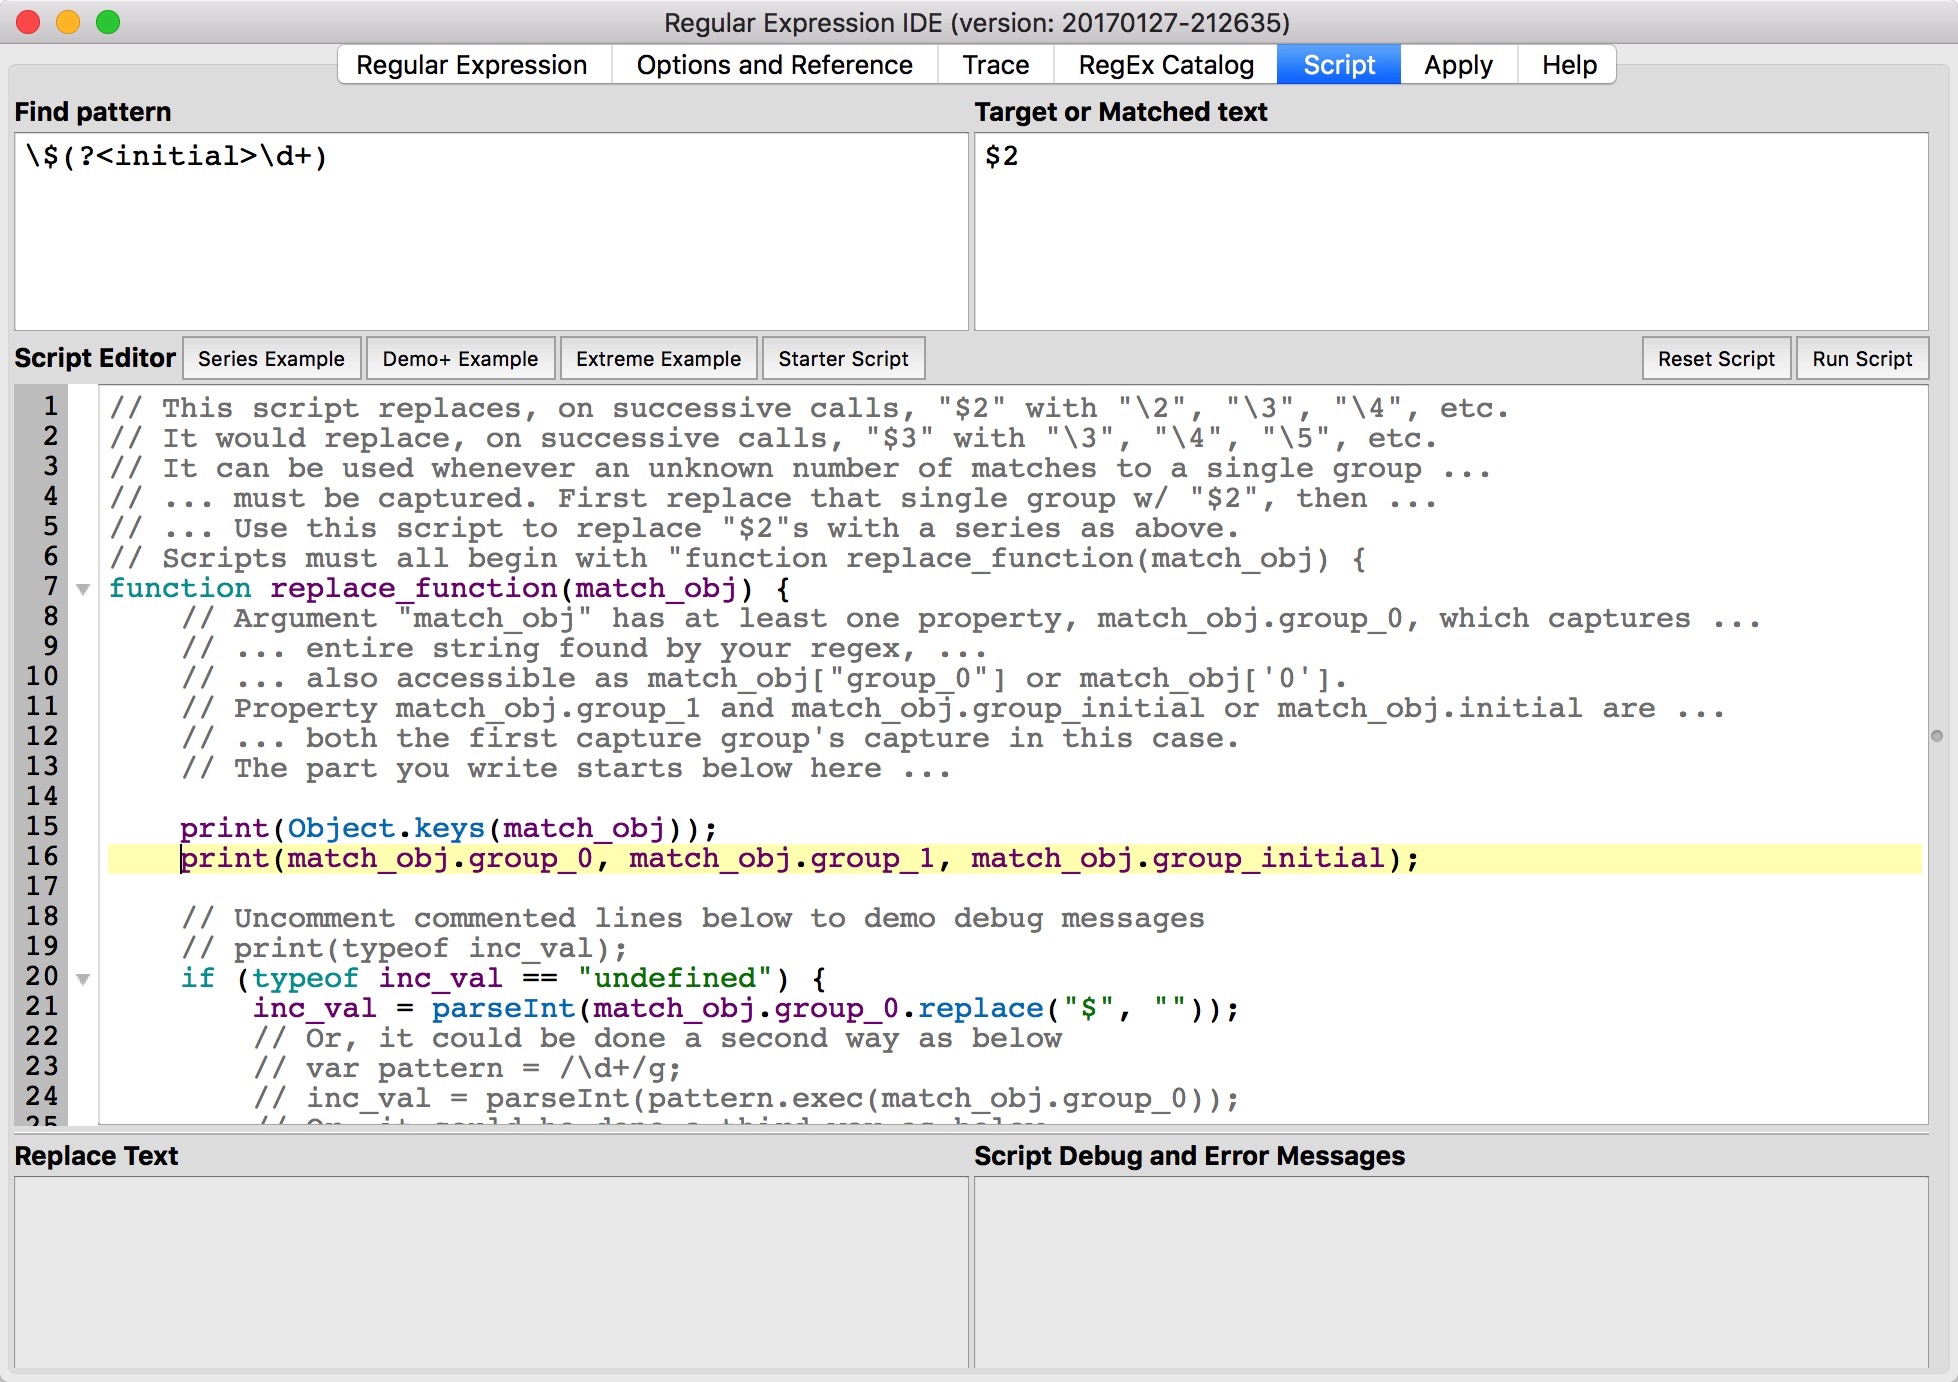 Regular Expression IDE (version: 20170127-212635)
Regular Expression Options and Reference Trace RegEx Catalog Script Apply Help
Find pattern
\$(?<initial>\d+)
Target or Matched text
$2
Script Editor Series Example Demo+ Example Extreme Example Starter Script Reset Script Run Script
1 // This script replaces, on successive calls, "$2" with "\2", "\3", "\4", etc.
2 // It would replace, on successive calls, "$3" with "\3", "\4", "\5", etc.
3 // It can be used whenever an unknown number of matches to a single group ...
4 // ... must be captured. First replace that single group w/ "$2", then ...
5 // ... Use this script to replace "$2"s with a series as above.
6 // Scripts must all begin with "function replace_function(match_obj) {
7 function replace_function(match_obj) {
8 // Argument "match_obj" has at least one property, match_obj.group_0, which captures ...
9 // ... entire string found by your regex, ...
10 // ... also accessible as match_obj["group_0"] or match_obj['0'].
11 // Property match_obj.group_1 and match_obj.group_initial or match_obj.initial are ...
12 // ... both the first capture group's capture in this case.
13 // The part you write starts below here ...
14
15 print(Object.keys(match_obj));
16 print(match_obj.group_0, match_obj.group_1, match_obj.group_initial);
17
18 // Uncomment commented lines below to demo debug messages
19 // print(typeof inc_val);
20 if (typeof inc_val == "undefined") {
21 inc_val = parseInt(match_obj.group_0.replace("$", ""));
22 // Or, it could be done a second way as below
23 // var pattern = /\d+/g;
24 // inc_val = parseInt(pattern.exec(match_obj.group_0));
25 // Or, it could be done a third way as below
Replace Text
Script Debug and Error Messages